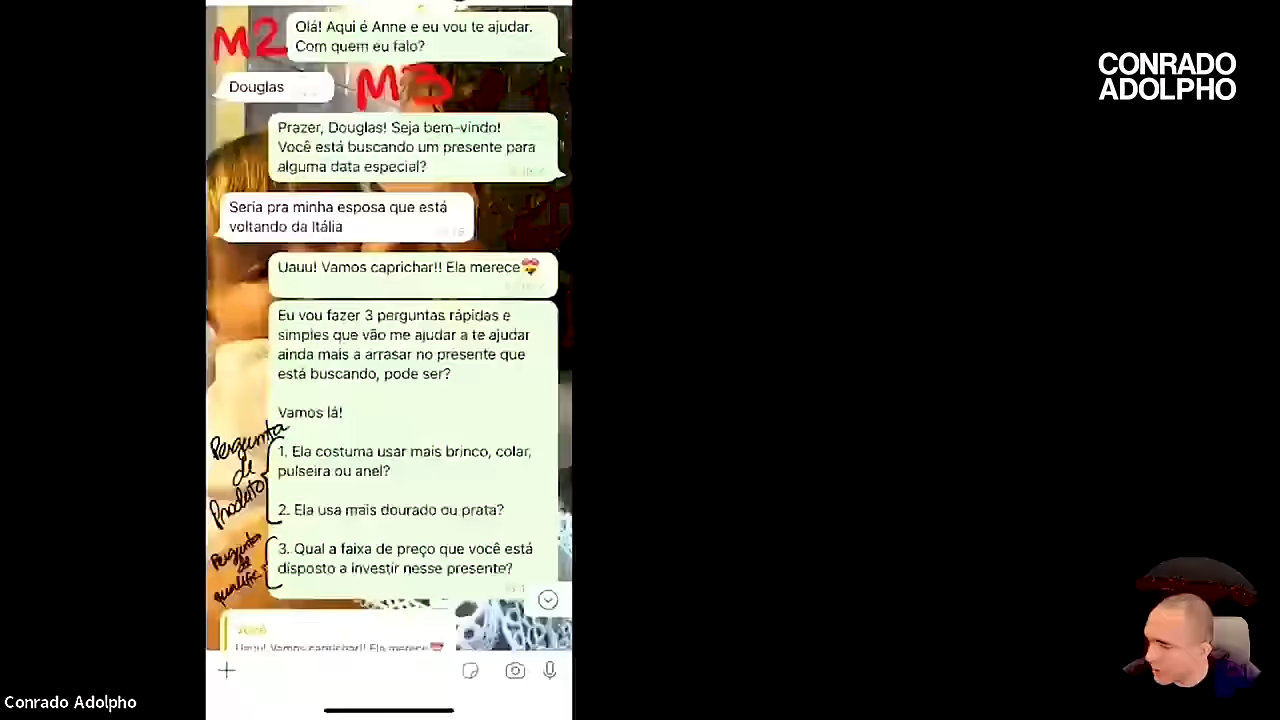 M2
Olá! Aqui é Anne e eu vou te ajudar.
Com quem eu falo?
Douglas
M3
Prazer, Douglas! Seja bem-vindo!
Você está buscando um presente para
alguma data especial?
Seria pra minha esposa que está
voltando da Itália
Uauu! Vamos caprichar!! Ela merece💝
Eu vou fazer 3 perguntas rápidas e
simples que vão me ajudar a te ajudar
ainda mais a arrasar no presente que
está buscando, pode ser?
Vamos lá!
Pergunta
de
Produto
1. Ela costuma usar mais brinco, colar,
pulseira ou anel?
2. Ela usa mais dourado ou prata?
Pergunta
de
3. Qual a faixa de preço que você está
disposto a investir nesse presente?
Você
Uauu! Vamos caprichar!! Ela merece💝
CONRADO
ADOLPHO
Conrado Adolpho